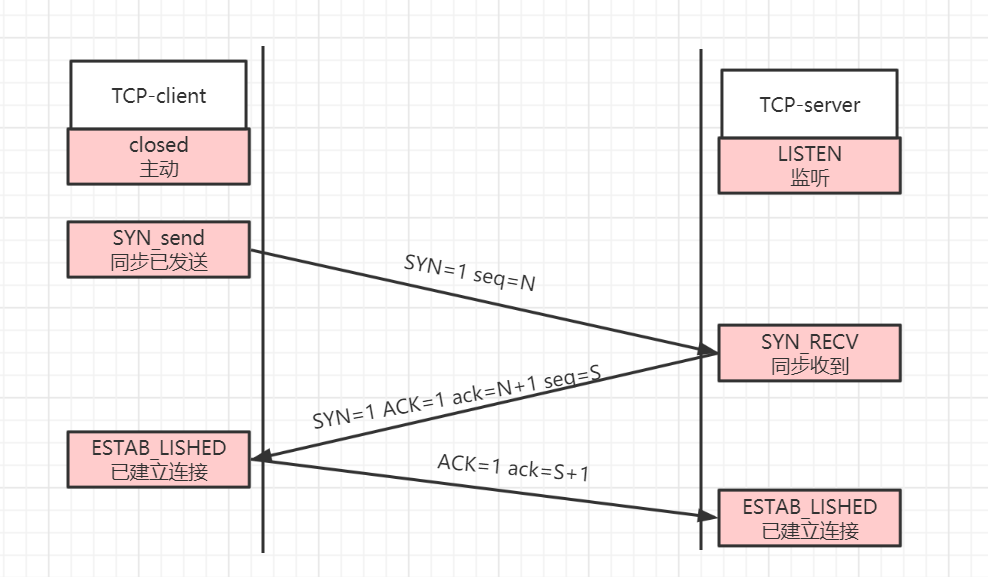 TCP-client
closed
主动
TCP-server
LISTEN
监听
SYN_send
同步已发送
SYN=1 seq=N
SYN_RECV
同步收到
SYN=1 ACK=1 ack=N+1 seq=S
ESTAB_LISHED
已建立连接
ACK=1 ack=S+1
ESTAB_LISHED
已建立连接